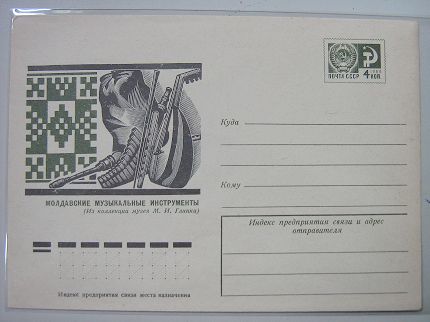 ПОЧТА СССР
4
КОП.
Куда
МОЛДАВСКИЕ МУЗЫКАЛЬНЫЕ ИНСТРУМЕНТЫ
(Из коллекции музея М. И. Глинки)
Кому
Индекс предприятия связи и адрес
отправителя
Индекс предприятия связи места назначения